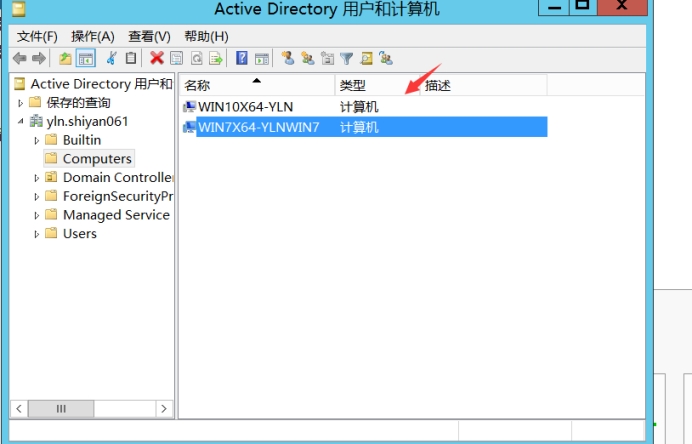 Active Directory 用户和计算机
文件(F) 操作(A) 查看(V) 帮助(H)
Active Directory 用户和
保存的查询
yln.shiyan061
Builtin
Computers
Domain Controlle
ForeignSecurityPr
Managed Service
Users
名称 类型 描述
WIN10X64-YLN 计算机
WIN7X64-YLNWIN7 计算机